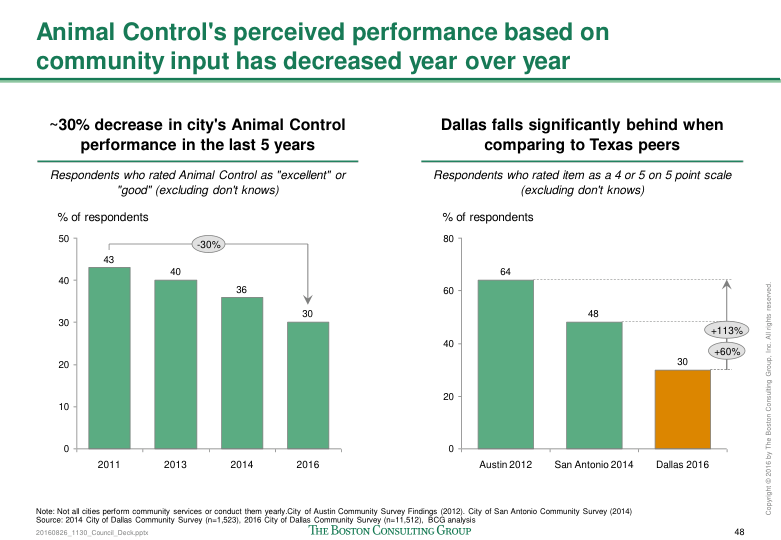 Animal Control's perceived performance based on
community input has decreased year over year
~30% decrease in city's Animal Control
performance in the last 5 years
Respondents who rated Animal Control as "excellent" or
"good" (excluding don't knows)
% of respondents
50
40
30
20
10
0
-30%
43
40
36
30
2011
2013
2014
2016
Dallas falls significantly behind when
comparing to Texas peers
Respondents who rated item as a 4 or 5 on 5 point scale
(excluding don't knows)
% of respondents
80
60
40
20
0
64
48
30
+113%
+60%
Austin 2012
San Antonio 2014
Dallas 2016
Copyright © 2016 by The Boston Consulting Group, Inc. All rights reserved.
Note: Not all cities perform community services or conduct them yearly.City of Austin Community Survey Findings (2012). City of San Antonio Community Survey (2014)
Source: 2014 City of Dallas Community Survey (n=1,523), 2016 City of Dallas Community Survey (n=11,512), BCG analysis
20160826_1130_Council_Deck.pptx
THE BOSTON CONSULTING GROUP
48